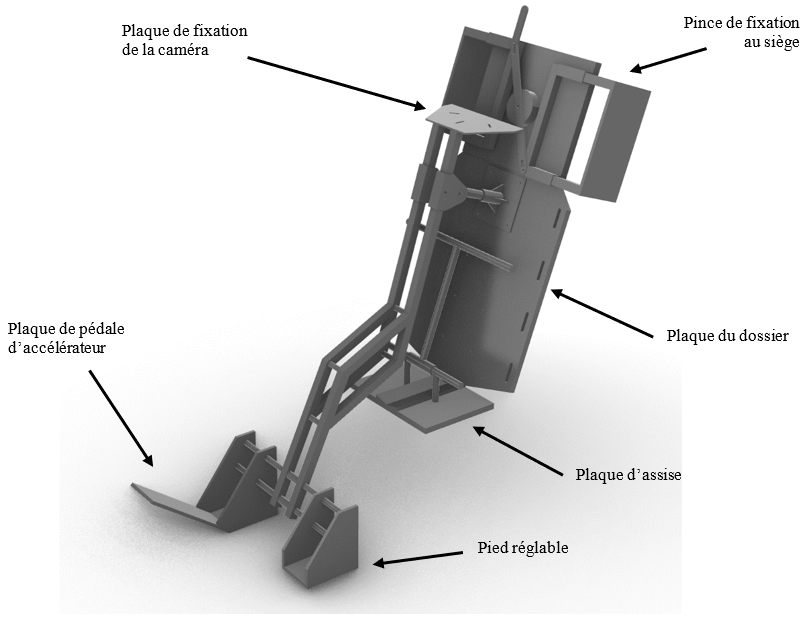 Plaque de fixation
de la caméra
Pince de fixation
au siège
Plaque de pédale
d’accélérateur
Plaque du dossier
Plaque d’assise
Pied réglable